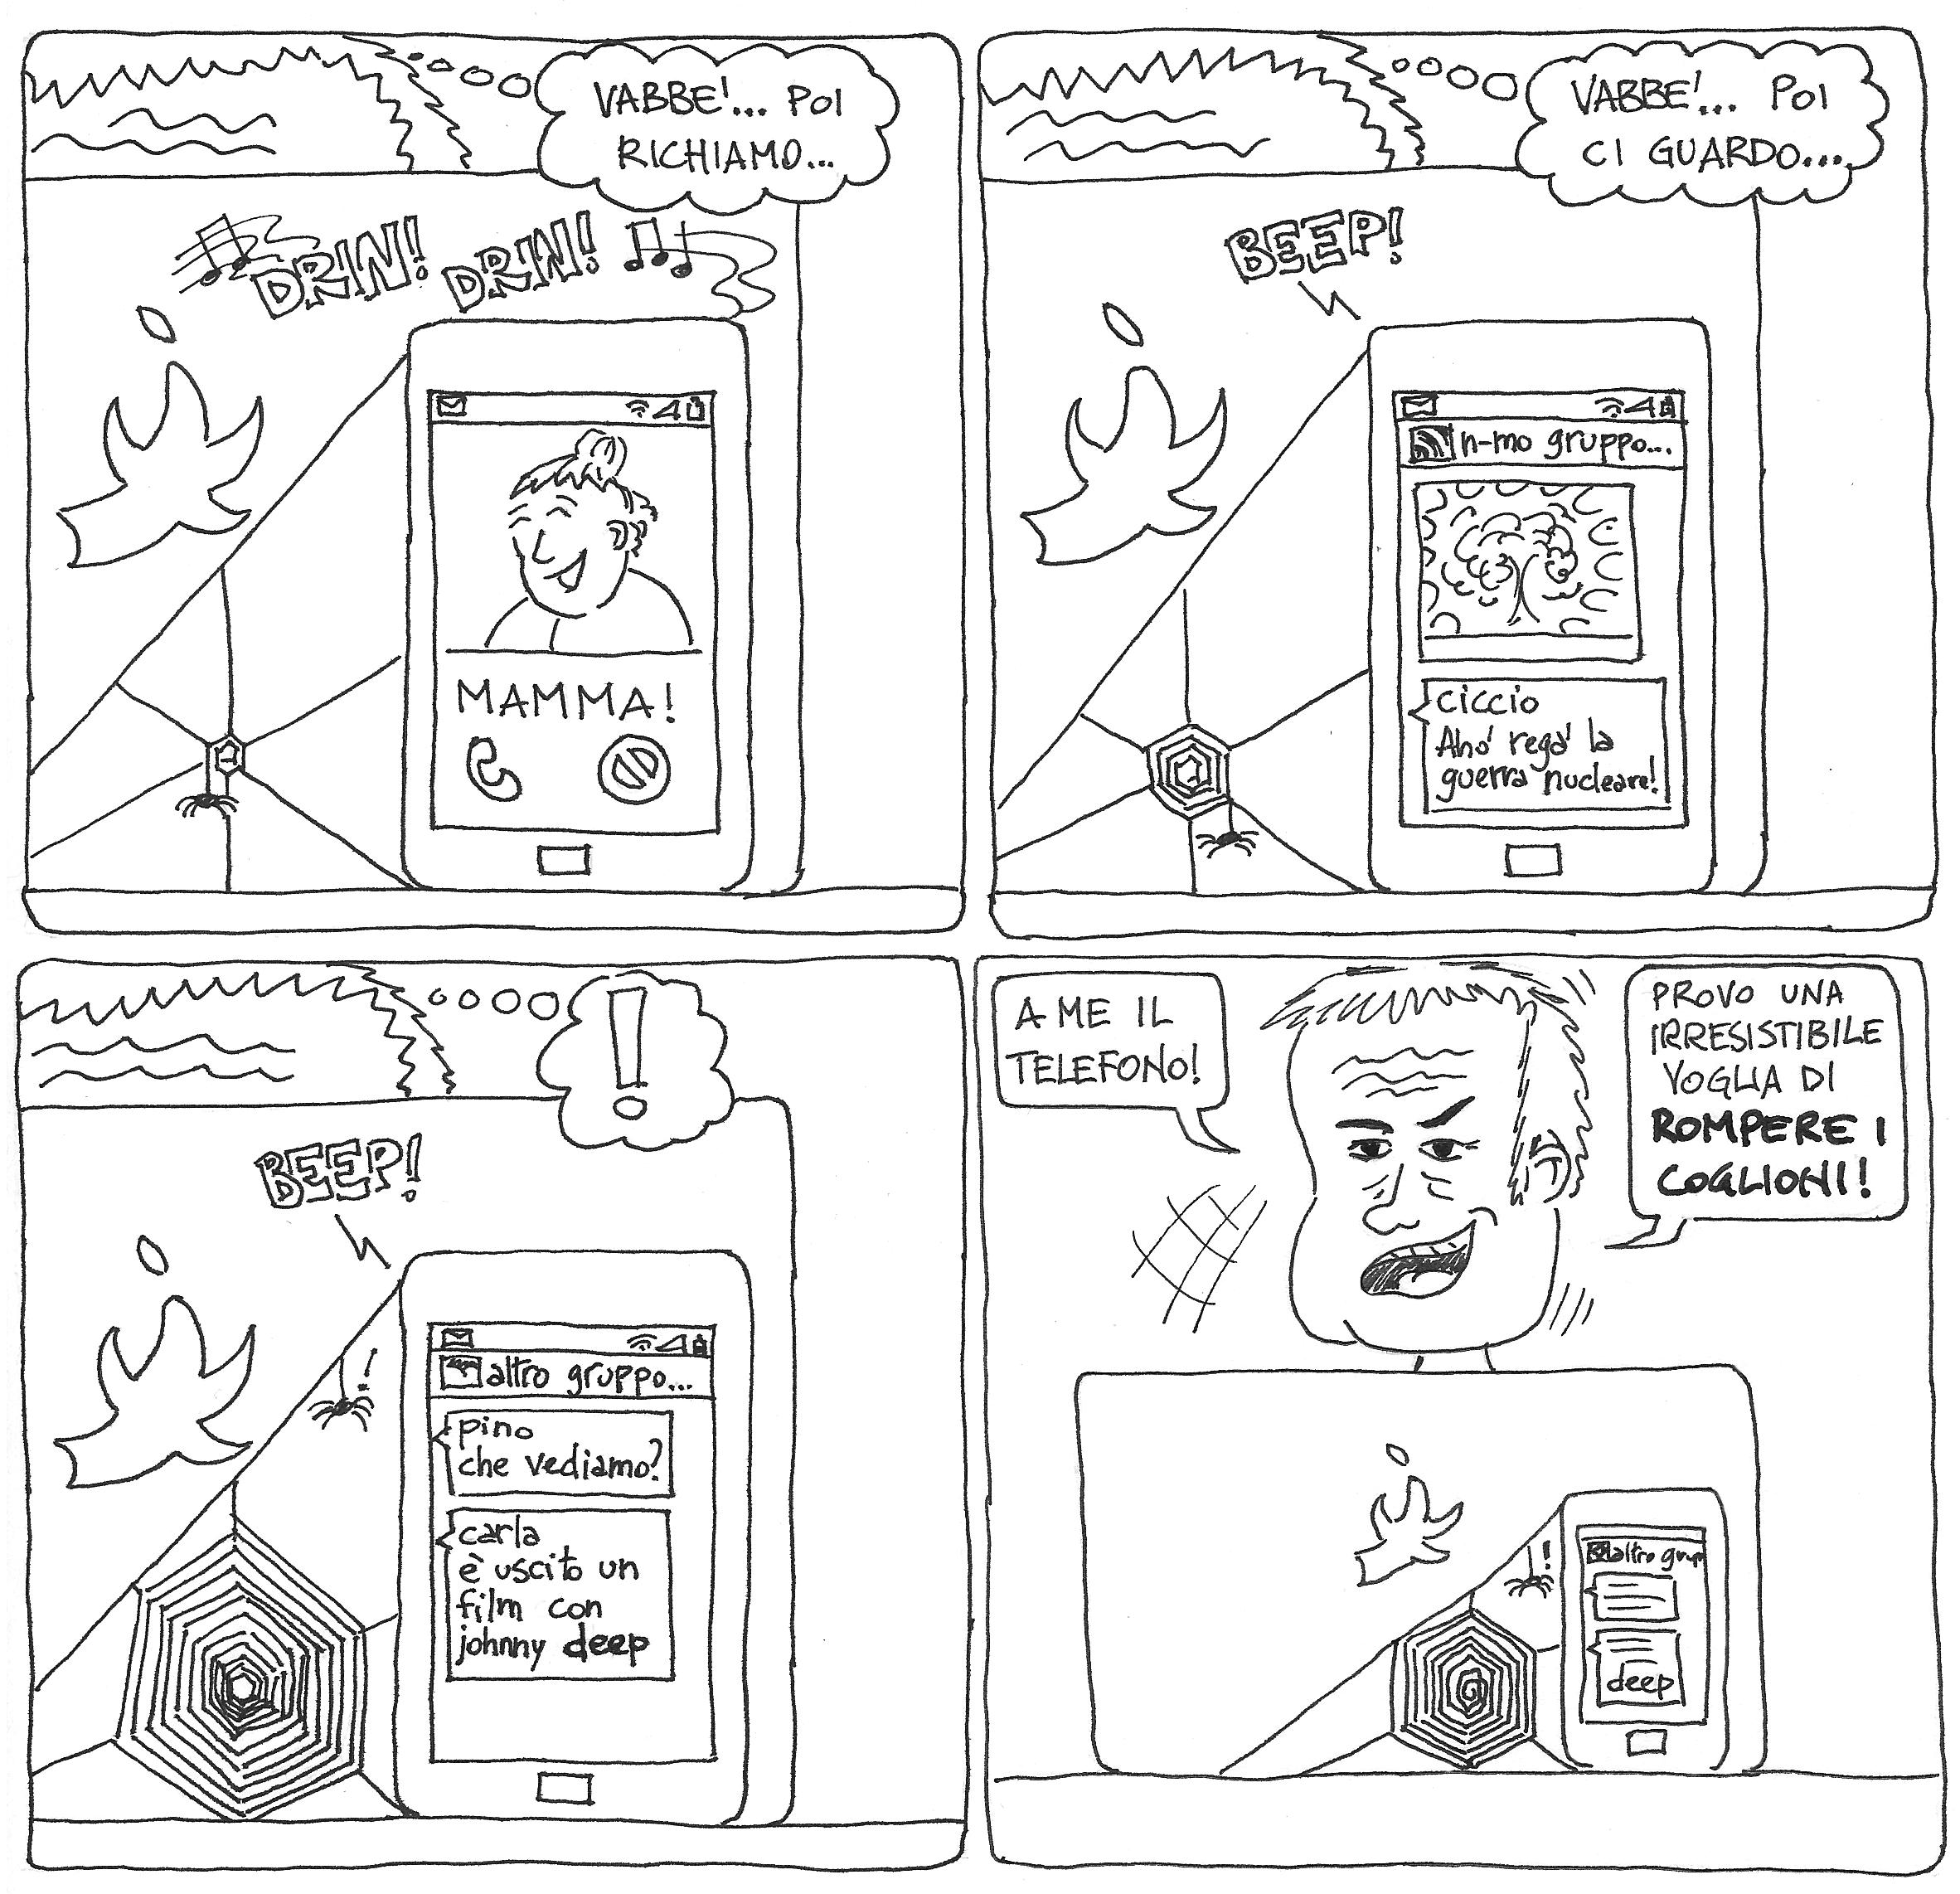 VABBE'... POI
RICHIAMO...
DRIN! DRIN!
MAMMA!
VABBE'... POI
CI GUARDO...
BEEP!
n-mo gruppo...
ciccio
Aho' rega' la
guerra nucleare!
!
BEEP!
altro gruppo...
pino
che vediamo?
!
carla
è uscito un
film con
johnny deep
A ME IL
TELEFONO!
PROVO UNA
IRRESISTIBILE
VOGLIA DI
ROMPERE I
COGLIONI!
altro grup
!
deep